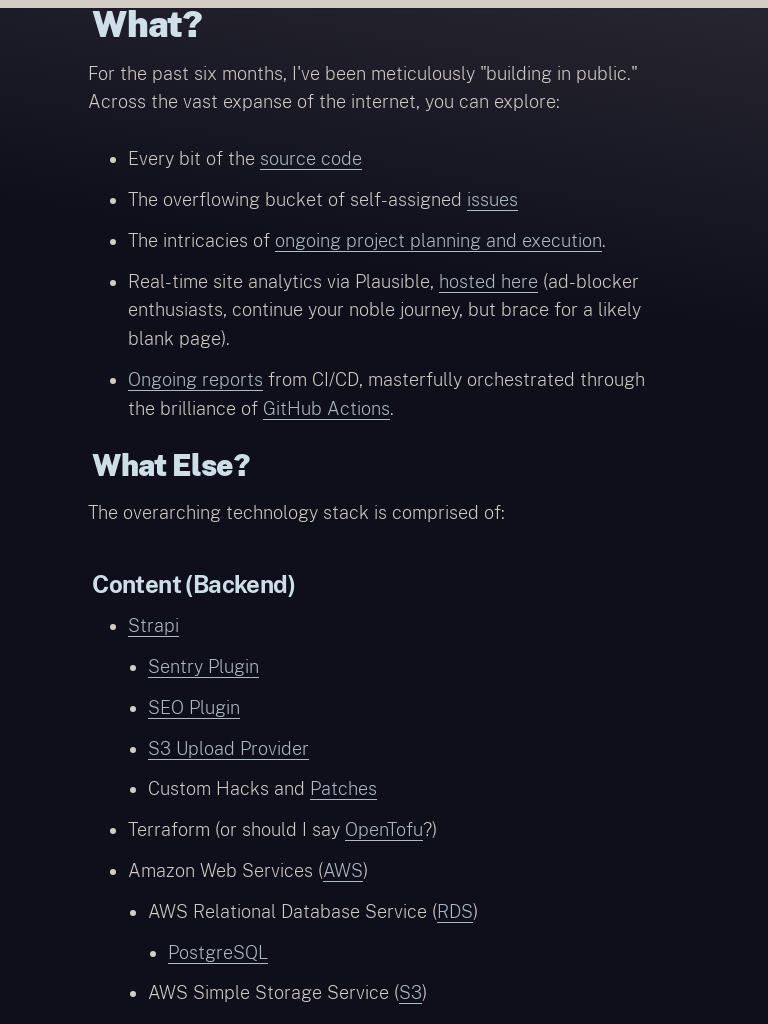 What?
For the past six months, I've been meticulously "building in public."
Across the vast expanse of the internet, you can explore:
Every bit of the source code
The overflowing bucket of self-assigned issues
The intricacies of ongoing project planning and execution.
Real-time site analytics via Plausible, hosted here (ad-blocker
enthusiasts, continue your noble journey, but brace for a likely
blank page).
Ongoing reports from CI/CD, masterfully orchestrated through
the brilliance of GitHub Actions.
What Else?
The overarching technology stack is comprised of:
Content (Backend)
Strapi
Sentry Plugin
SEO Plugin
S3 Upload Provider
Custom Hacks and Patches
Terraform (or should I say OpenTofu?)
Amazon Web Services (AWS)
AWS Relational Database Service (RDS)
PostgreSQL
AWS Simple Storage Service (S3)